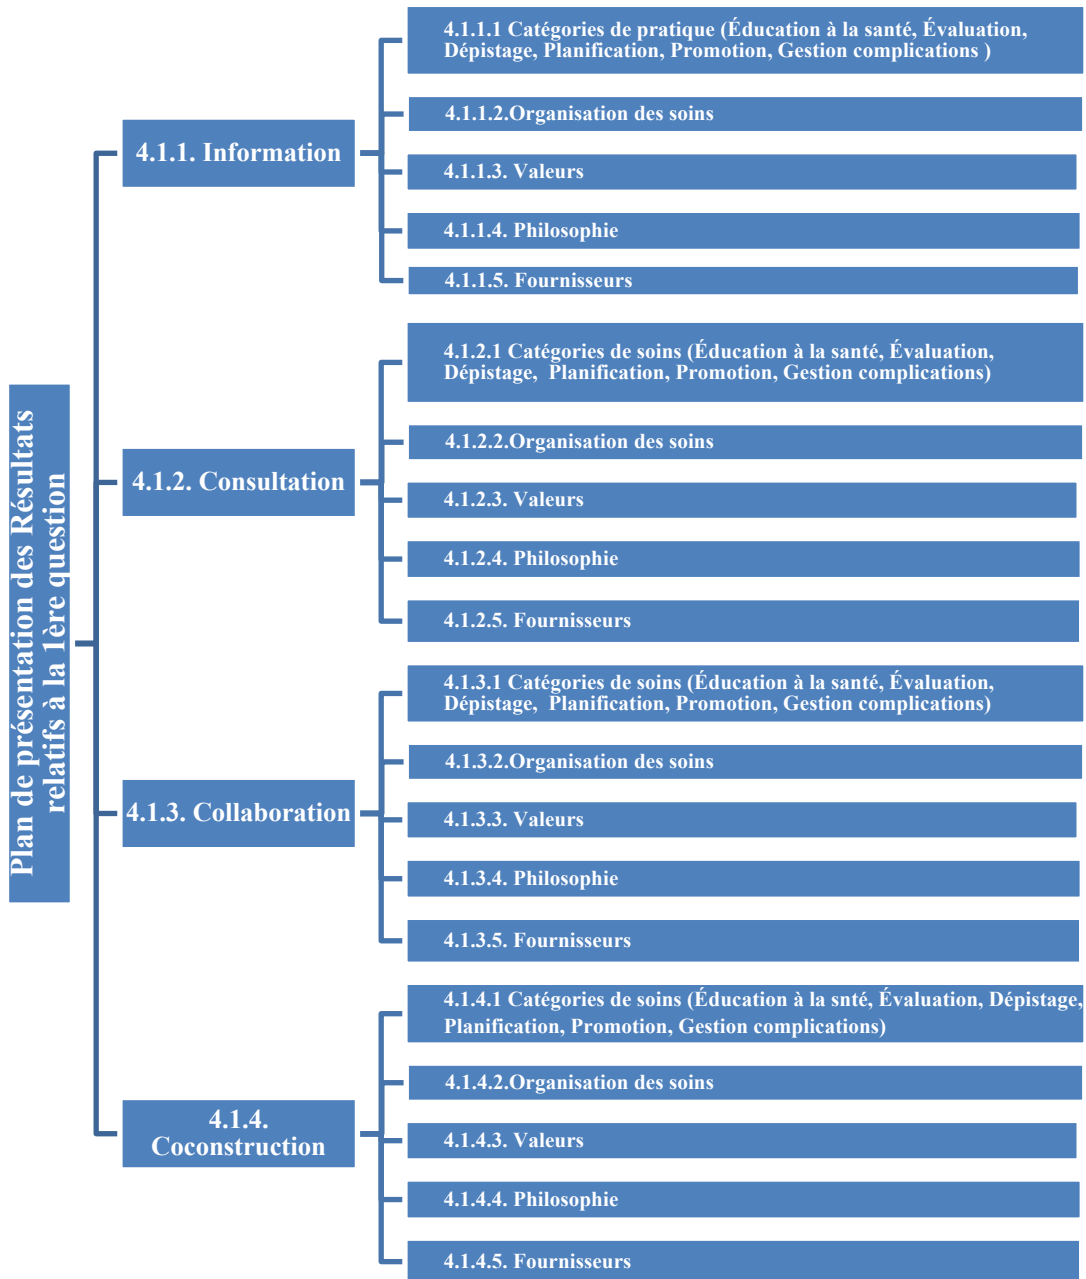 Plan de présentation des Résultats
relatifs à la 1ère question
4.1.1. Information
4.1.1.1 Catégories de pratique (Éducation à la santé, Évaluation,
Dépistage, Planification, Promotion, Gestion complications )
4.1.1.2.Organisation des soins
4.1.1.3. Valeurs
4.1.1.4. Philosophie
4.1.1.5. Fournisseurs
4.1.2. Consultation
4.1.2.1 Catégories de soins (Éducation à la santé, Évaluation,
Dépistage, Planification, Promotion, Gestion complications)
4.1.2.2.Organisation des soins
4.1.2.3. Valeurs
4.1.2.4. Philosophie
4.1.2.5. Fournisseurs
4.1.3. Collaboration
4.1.3.1 Catégories de soins (Éducation à la santé, Évaluation,
Dépistage, Planification, Promotion, Gestion complications)
4.1.3.2.Organisation des soins
4.1.3.3. Valeurs
4.1.3.4. Philosophie
4.1.3.5. Fournisseurs
4.1.4.
Coconstruction
4.1.4.1 Catégories de soins (Éducation à la snté, Évaluation, Dépistage,
Planification, Promotion, Gestion complications)
4.1.4.2.Organisation des soins
4.1.4.3. Valeurs
4.1.4.4. Philosophie
4.1.4.5. Fournisseurs